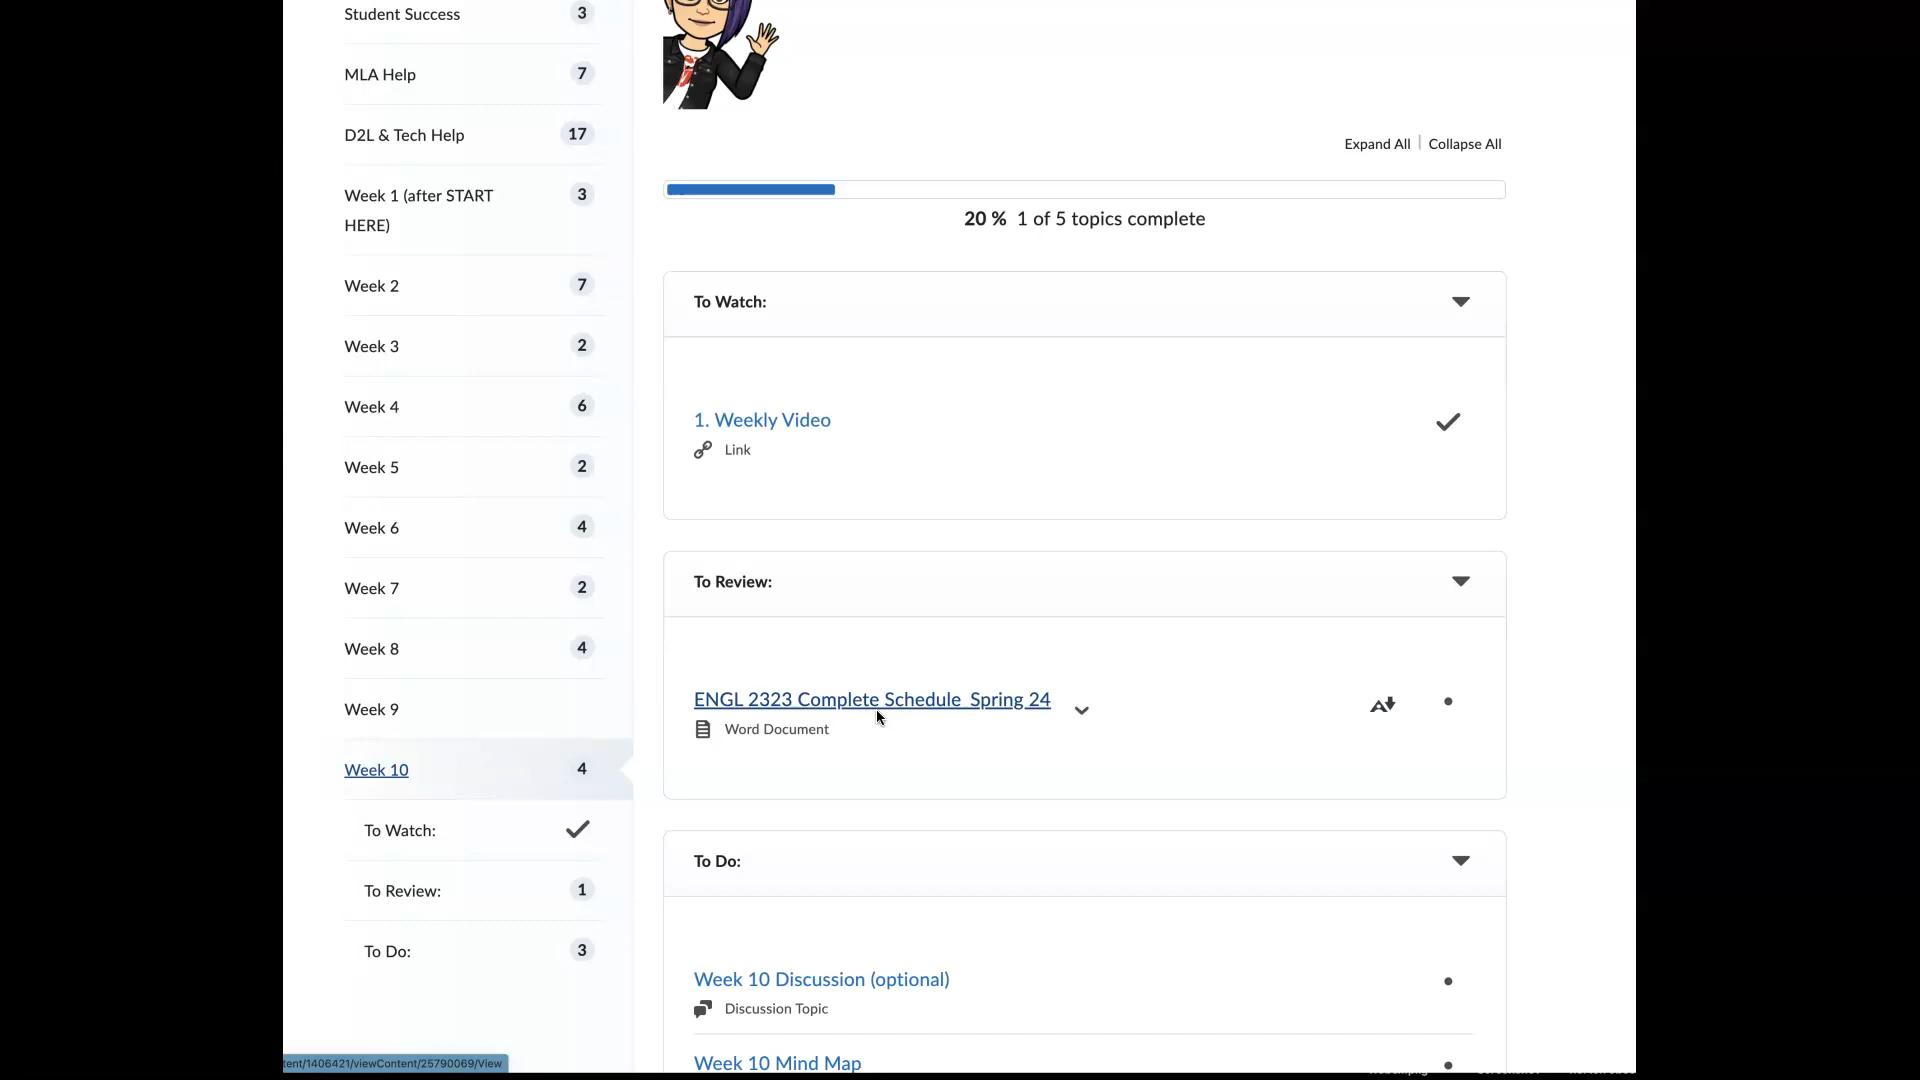 Student Success 3
MLA Help 7
D2L & Tech Help 17
Week 1 (after START 3
HERE)
Week 2 7
Week 3 2
Week 4 6
Week 5 2
Week 6 4
Week 7 2
Week 8 4
Week 9
Week 10 4
To Watch:
To Review: 1
To Do: 3
Expand All | Collapse All
20 % 1 of 5 topics complete
To Watch:
1. Weekly Video
Link
To Review:
ENGL 2323 Complete Schedule Spring 24
Word Document
To Do:
Week 10 Discussion (optional)
Discussion Topic
Week 10 Mind Map
tent/1406421/viewContent/25790069/View